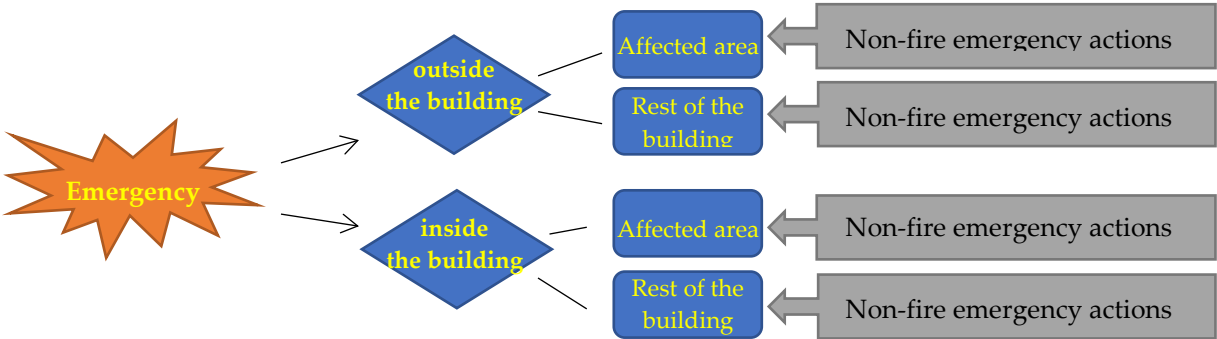 Emergency
outside
the building
Affected area
Non-fire emergency actions
Rest of the
building
Non-fire emergency actions
inside
the building
Affected area
Non-fire emergency actions
Rest of the
building
Non-fire emergency actions